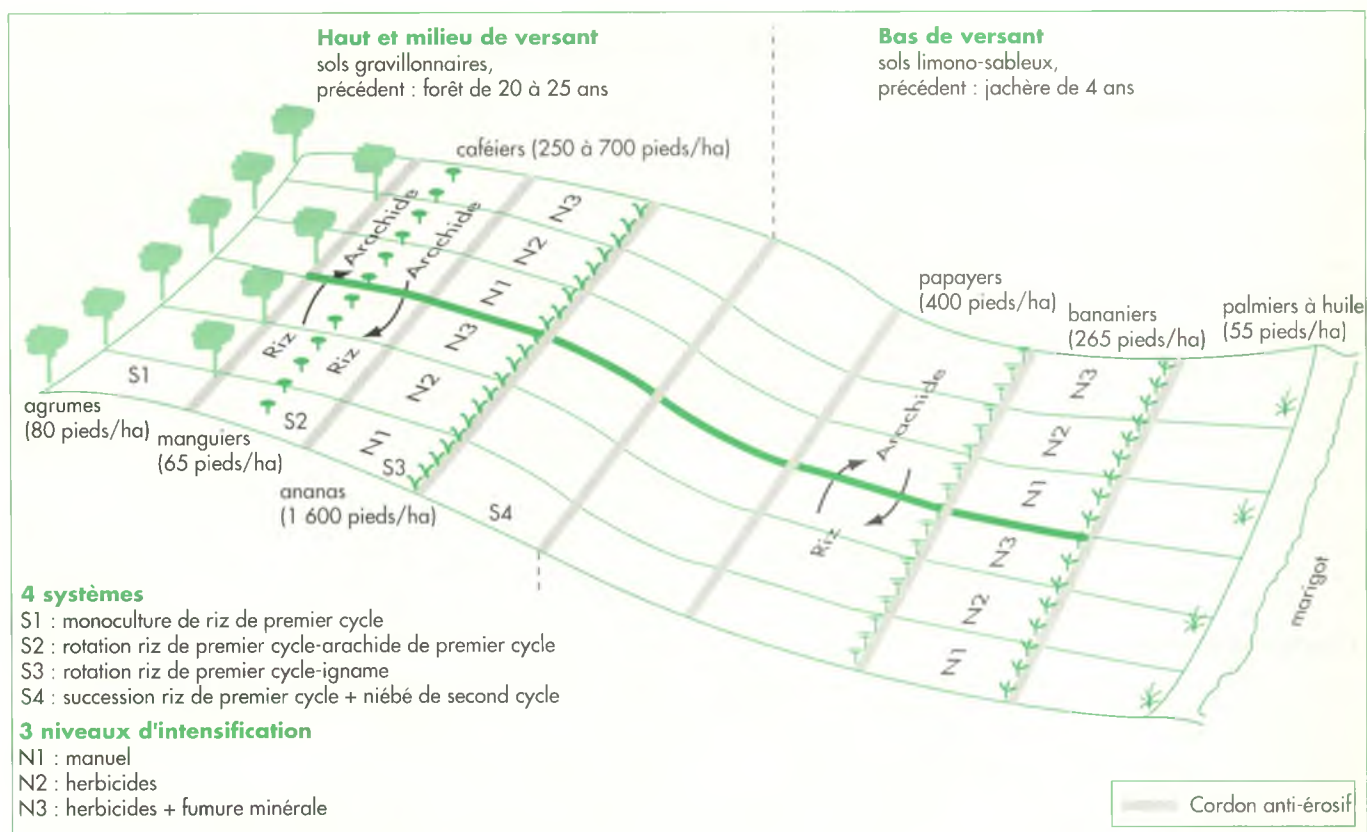 Haut et milieu de versant
sols gravillonnaires,
précédent : forêt de 20 à 25 ans
Bas de versant
sols limono-sableux,
précédent : jachère de 4 ans
caféiers (250 à 700 pieds/ha)
Arachide
Arachide
Riz
Riz
N3
N2
N1
N3
N2
N1
S1
S2
S3
S4
agrumes
(80 pieds/ha)
manguiers
(65 pieds/ha)
ananas
(1 600 pieds/ha)
papayers
(400 pieds/ha)
bananiers
(265 pieds/ha)
palmiers à huile
(55 pieds/ha)
Arachide
Riz
N3
N2
N1
N3
N2
N1
marigot
4 systèmes
S1 : monoculture de riz de premier cycle
S2 : rotation riz de premier cycle-arachide de premier cycle
S3 : rotation riz de premier cycle-igname
S4 : succession riz de premier cycle + niébé de second cycle
3 niveaux d'intensification
N1 : manuel
N2 : herbicides
N3 : herbicides + fumure minérale
Cordon anti-érosif